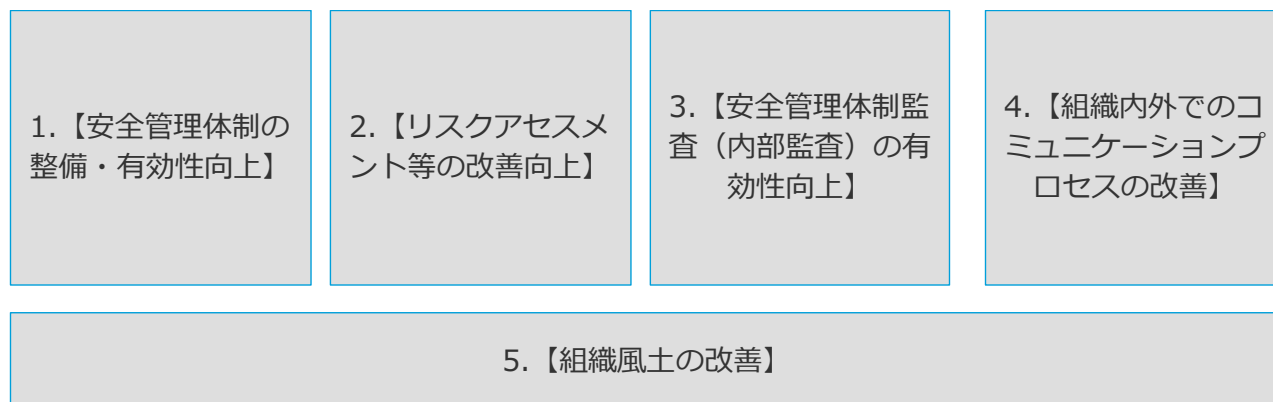 1.【安全管理体制の
整備・有効性向上】
2.【リスクアセスメ
ント等の改善向上】
3.【安全管理体制監
査（内部監査）の有
効性向上】
4.【組織内外でのコ
ミュニケーションプ
ロセスの改善】
5.【組織風土の改善】